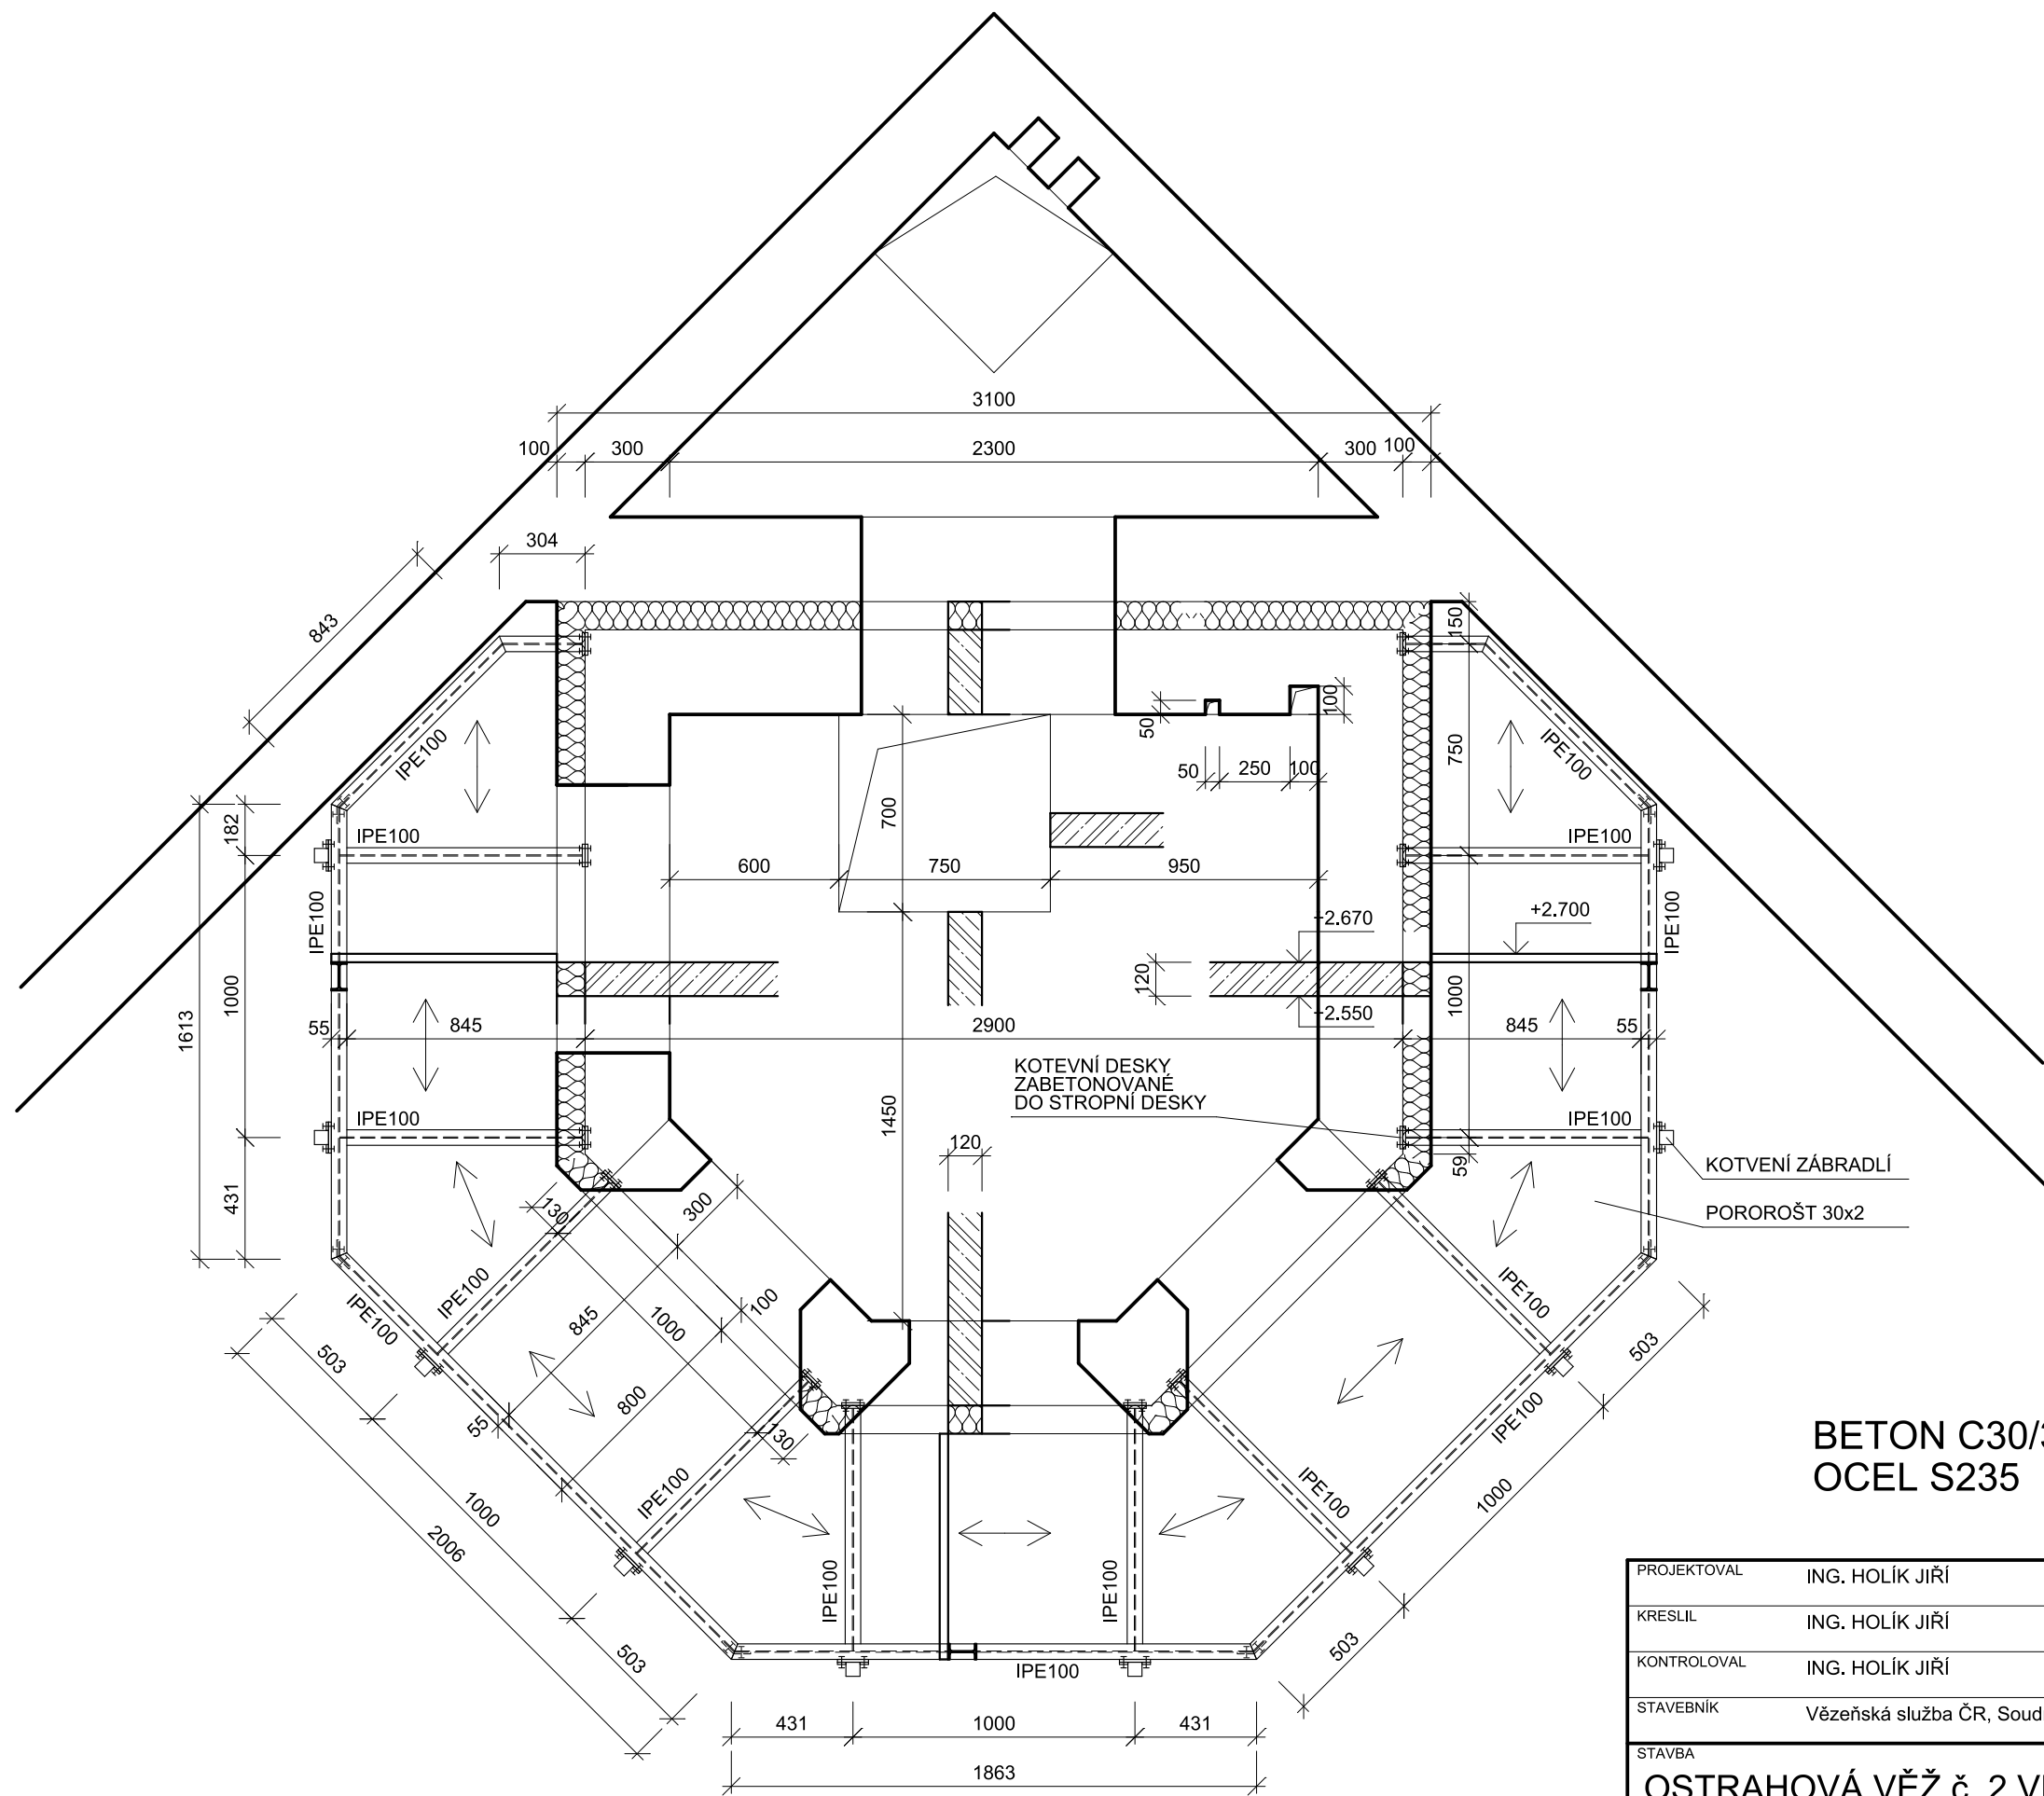 3100
100
300
2300
300
100
304
843
150
100
50
50
250
100
IPE100
IPE100
750
182
700
IPE100
IPE100
600
750
950
IPE100
IPE100
+2.700
+2.670
120
1000
1613
1000
55
845
2900
+2.550
845
55
KOTEVNÍ DESKY
ZABETONOVANÉ
DO STROPNÍ DESKY
1450
IPE100
IPE100
120
59
KOTVENÍ ZÁBRADLÍ
431
130
300
POROROŠT 30x2
IPE100
IPE100
IPE100
100
845
1000
503
503
800
55
130
IPE100
BETON C30/
OCEL S235
IPE100
IPE100
1000
1000
2006
IPE100
IPE100
503
503
IPE100
431
1000
431
1863
PROJEKTOVAL ING. HOLÍK JIŘÍ
KRESLIL ING. HOLÍK JIŘÍ
KONTROLOVAL ING. HOLÍK JIŘÍ
STAVEBNÍK Vězeňská služba ČR, Soud
STAVBA
OSTRAHOVÁ VĚŽ č. 2